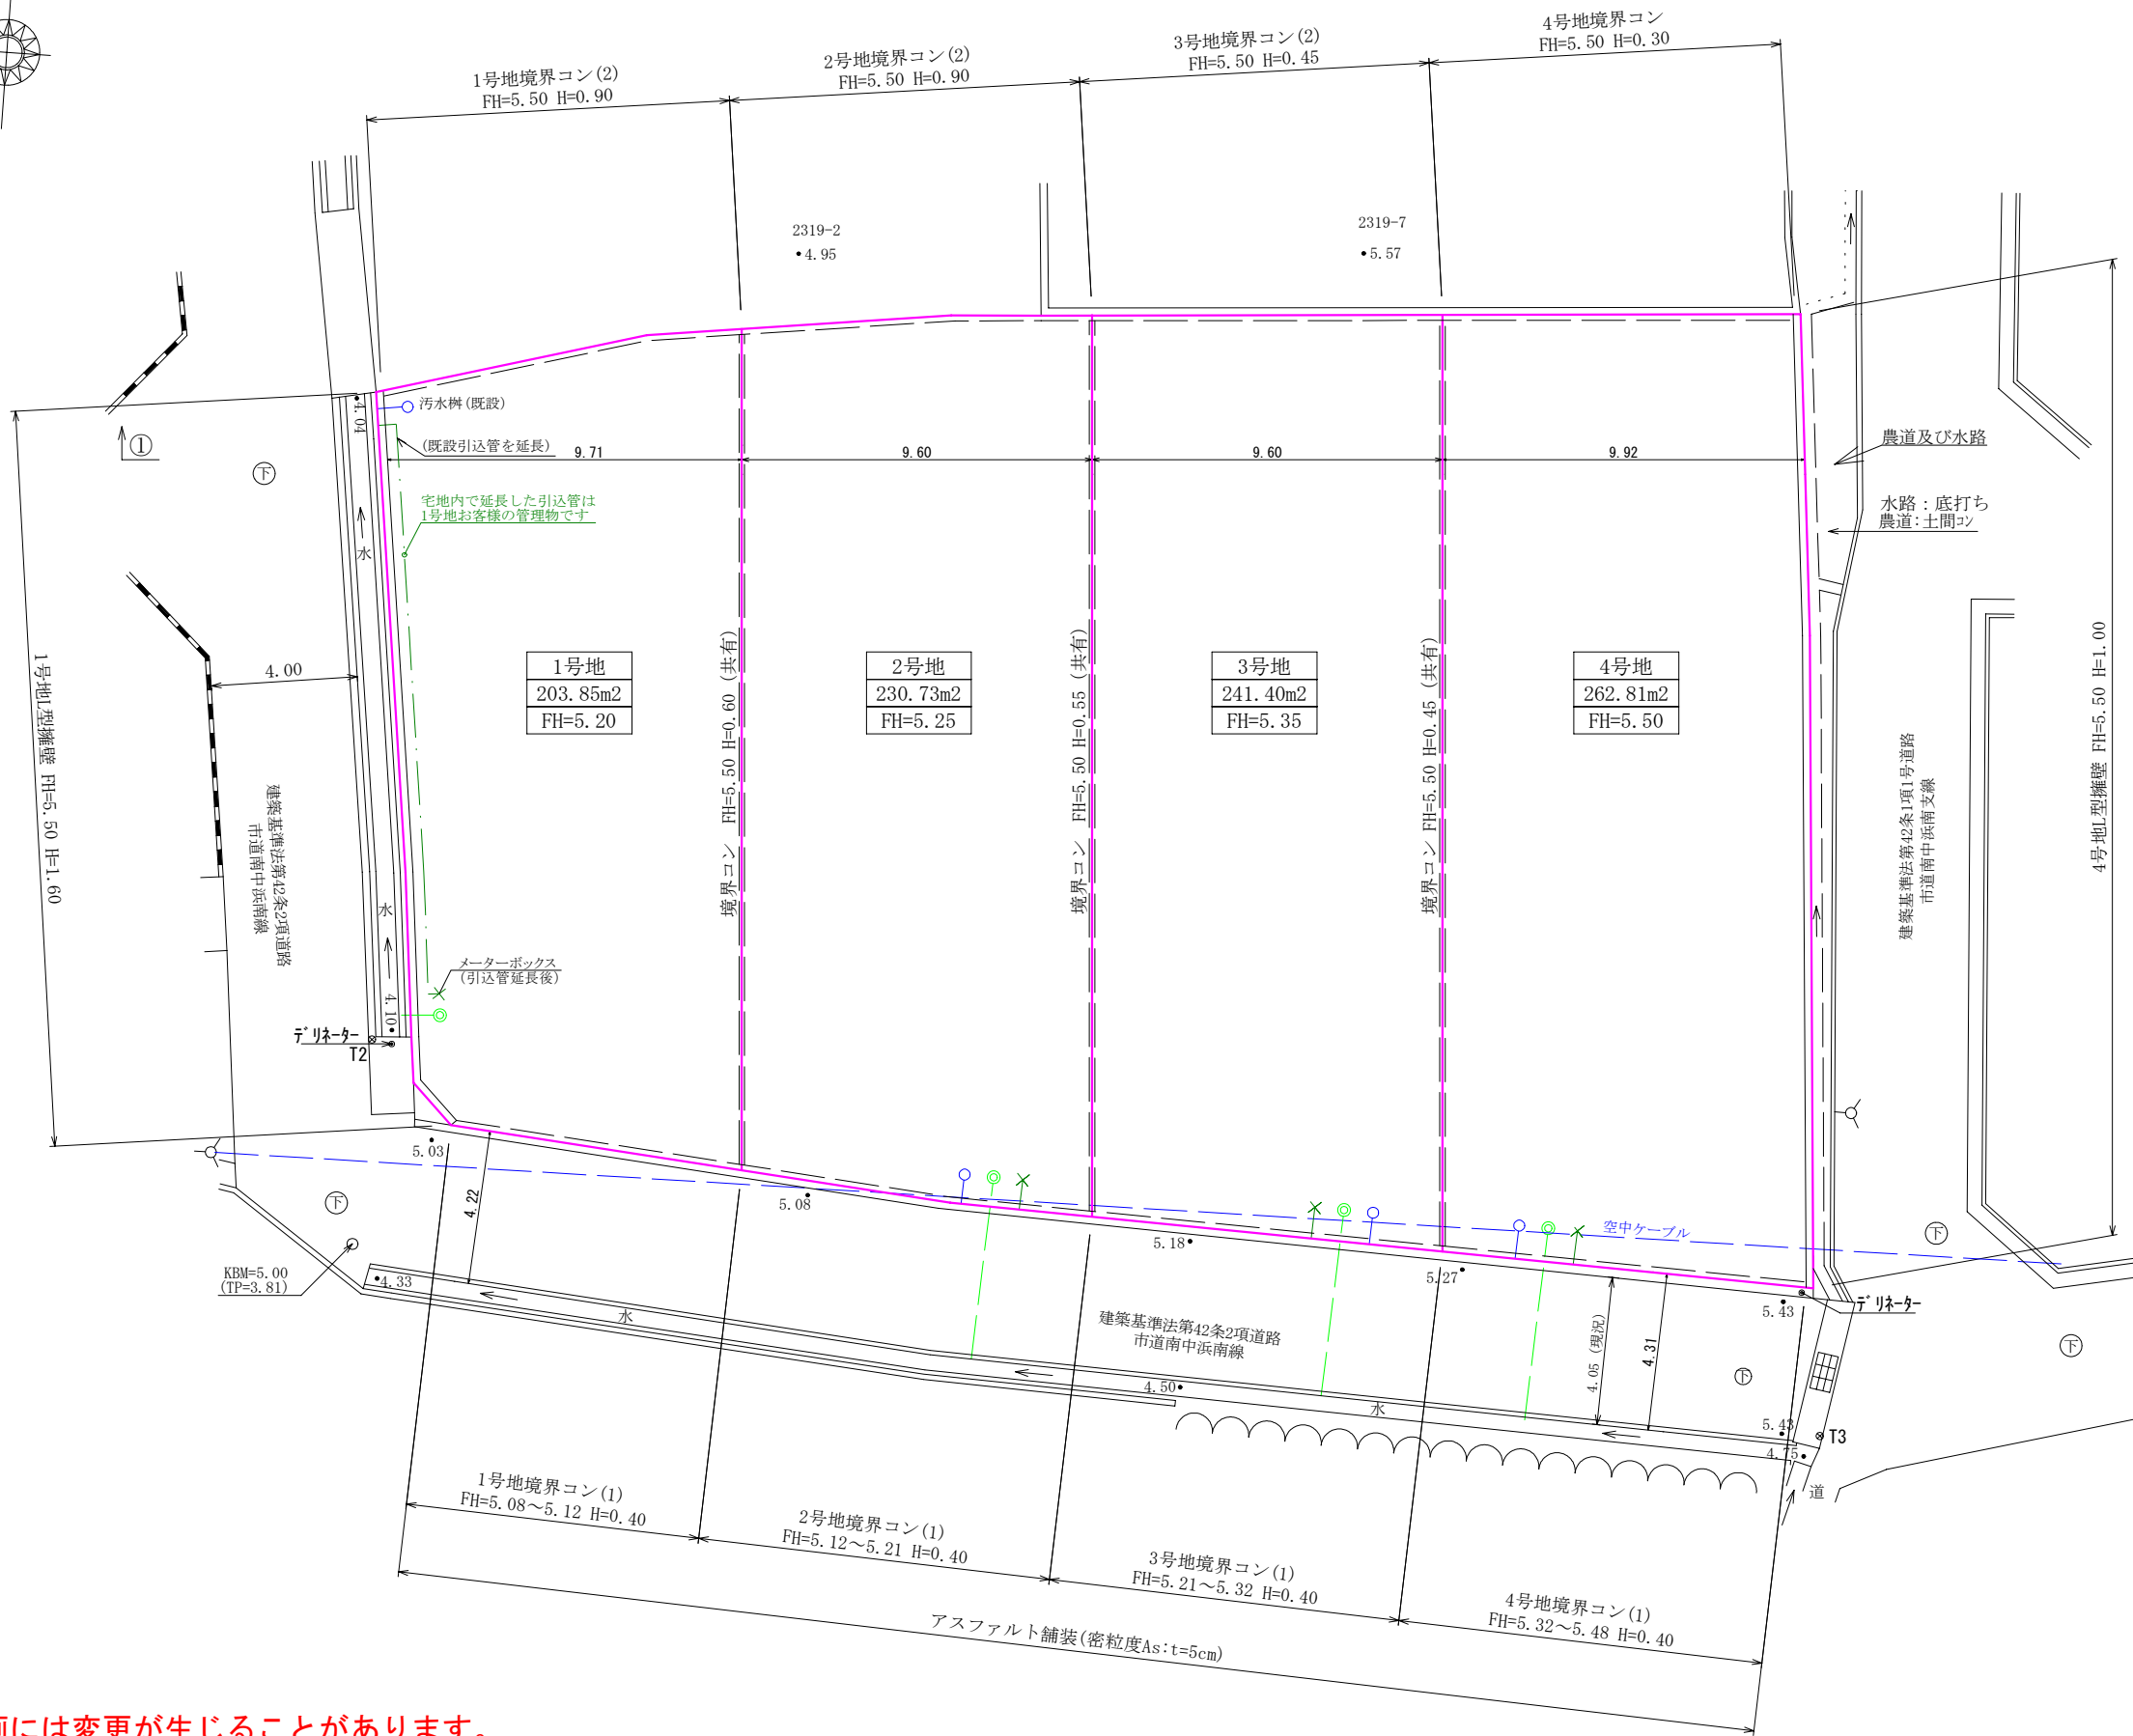 1号地境界コン(2)
FH=5.50 H=0.90
2号地境界コン(2)
FH=5.50 H=0.90
3号地境界コン(2)
FH=5.50 H=0.45
4号地境界コン
FH=5.50 H=0.30
2319-2
4.95
2319-7
5.57
4.04
汚水桝(既設)
(既設引込管を延長)
9.71
9.60
9.60
9.92
①
下
宅地内で延長した引込管は
1号地お客様の管理物です
農道及び水路
水路：底打ち
農道：土間コン
水
1号地L型擁壁 FH=5.50 H=1.60
4.00
1号地
203.85m2
FH=5.20
2号地
230.73m2
FH=5.25
3号地
241.40m2
FH=5.35
4号地
262.81m2
FH=5.50
境界コン FH=5.50 H=0.60 (共有)
境界コン FH=5.50 H=0.55 (共有)
境界コン FH=5.50 H=0.45 (共有)
建築基準法第42条2項道路
市道南中浜南線
建築基準法第42条1項1号道路
市道南中浜南支線
4号地L型擁壁 FH=5.50 H=1.00
水
メーターボックス
(引込管延長後)
4.10
デリネーター
T2
5.03
4.22
5.08
下
KBM=5.00
(TP=3.81)
4.33
水
5.18
5.27
空中ケーブル
下
5.43
デリネーター
建築基準法第42条2項道路
市道南中浜南線
4.05 (現況)
4.31
下
下
4.50
水
5.43
T3
4.75
道
1号地境界コン(1)
FH=5.08～5.12 H=0.40
2号地境界コン(1)
FH=5.12～5.21 H=0.40
3号地境界コン(1)
FH=5.21～5.32 H=0.40
4号地境界コン(1)
FH=5.32～5.48 H=0.40
アスファルト舗装(密粒度As:t=5cm)
画には変更が生じることがあります。